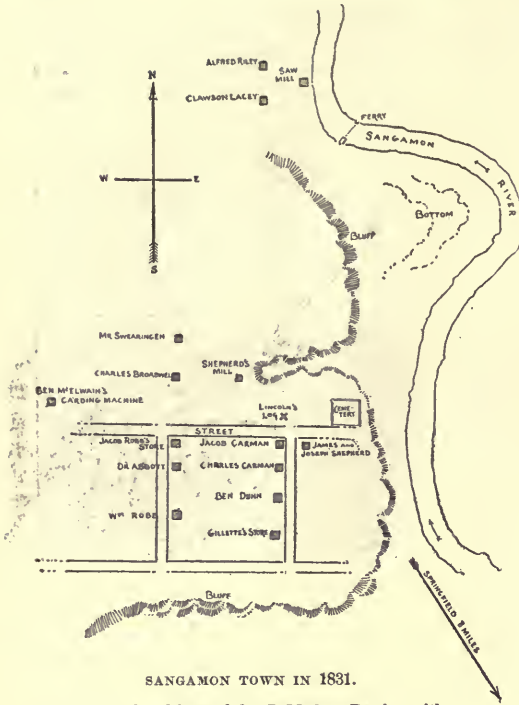 ALFRED RILEY
SAW
MILL
CLAWSON LACEY
N
W
E
S
FERRY
SANGAMON
RIVER
BOTTOM
BLUFF
MR SWEARINGEN
CHARLES BROADWELL
SHEPHERD'S
MILL
BEN McELWAIN'S
CARDING MACHINE
LINCOLN'S
LOG X
CEME-
TERY
STREET
JACOB ROBB'S
STORE
JACOB CARMAN
JAMES AND
JOSEPH SHEPHERD
DR ABBOTT
CHARLES CARMAN
BEN DUNN
WM ROBB
GILLETTE'S STORE
BLUFF
SPRINGFIELD 8 MILES
SANGAMON TOWN IN 1831.